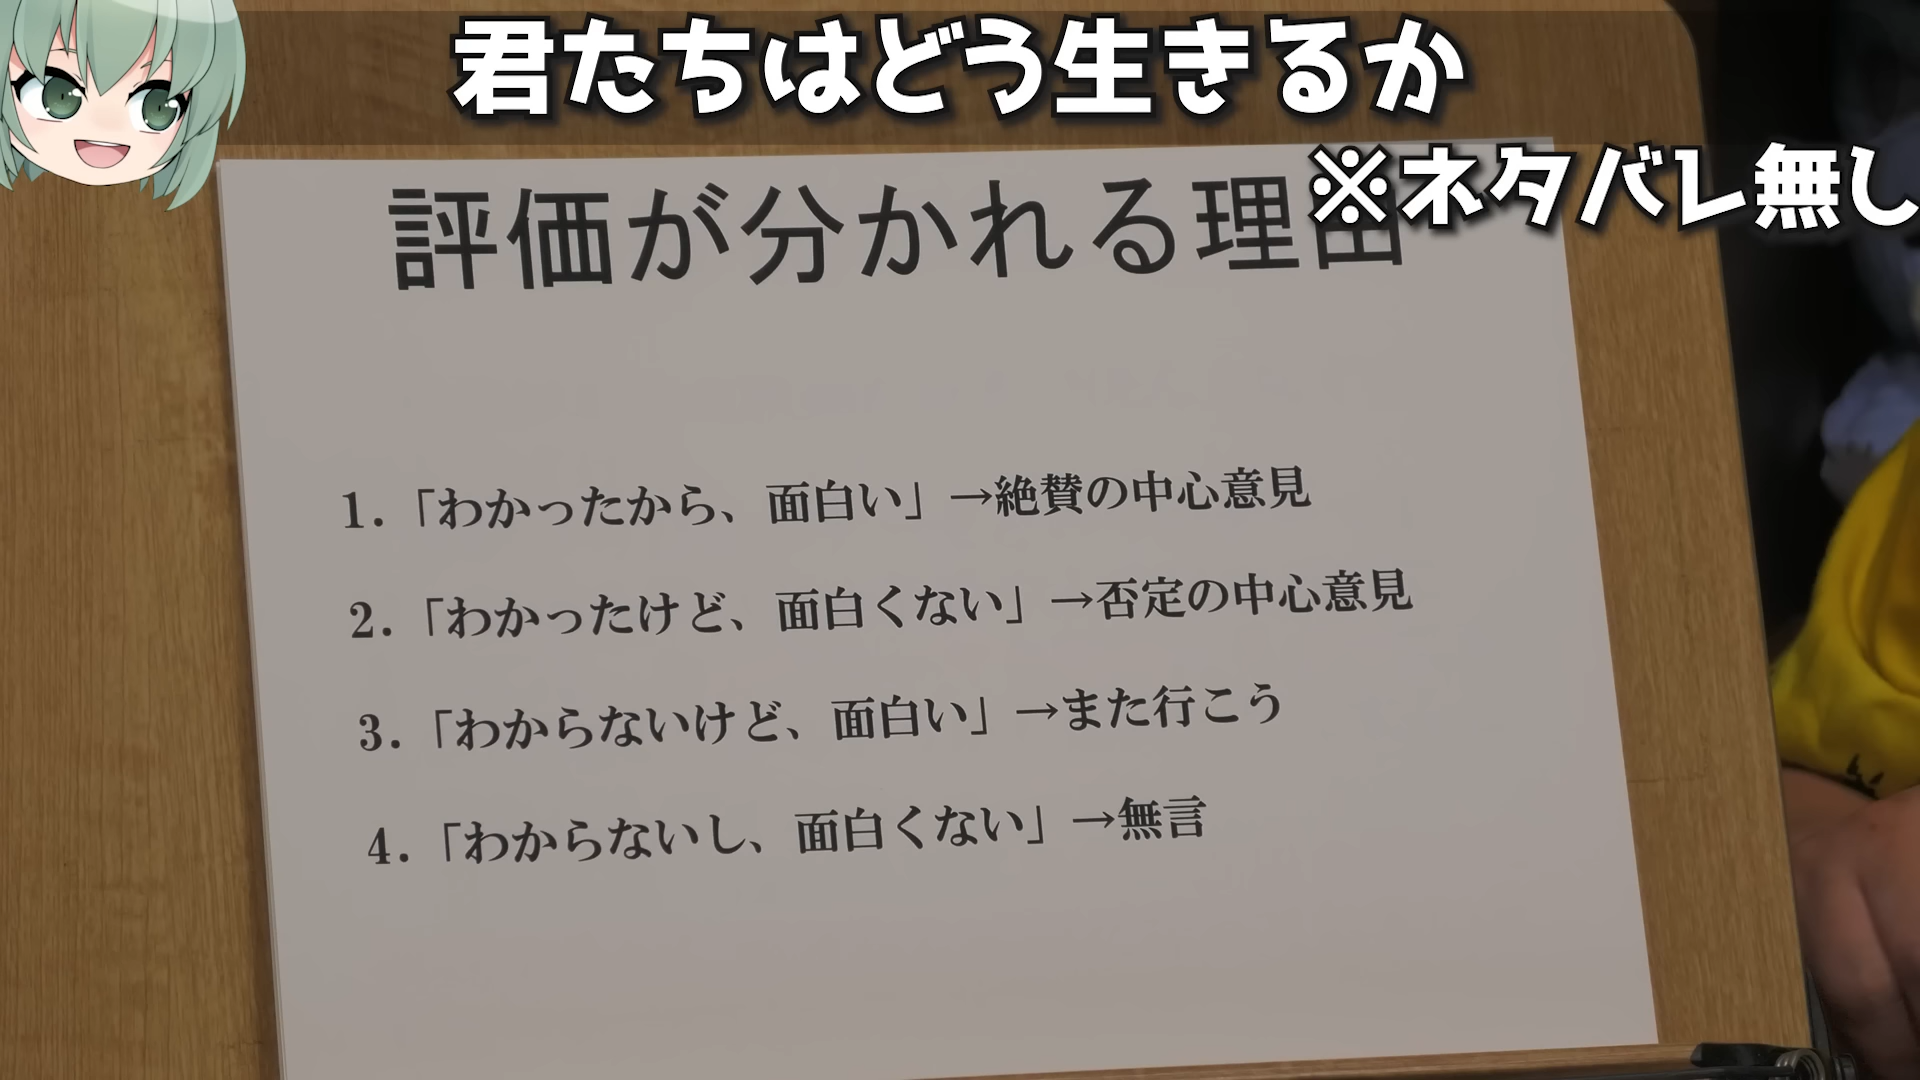 君たちはどう生きるか
※ネタバレ無し
評価が分かれる理由
1.「わかったから、面白い」→絶賛の中心意見
2.「わかったけど、面白くない」→否定の中心意見
3.「わからないけど、面白い」→また行こう
4.「わからないし、面白くない」→無言